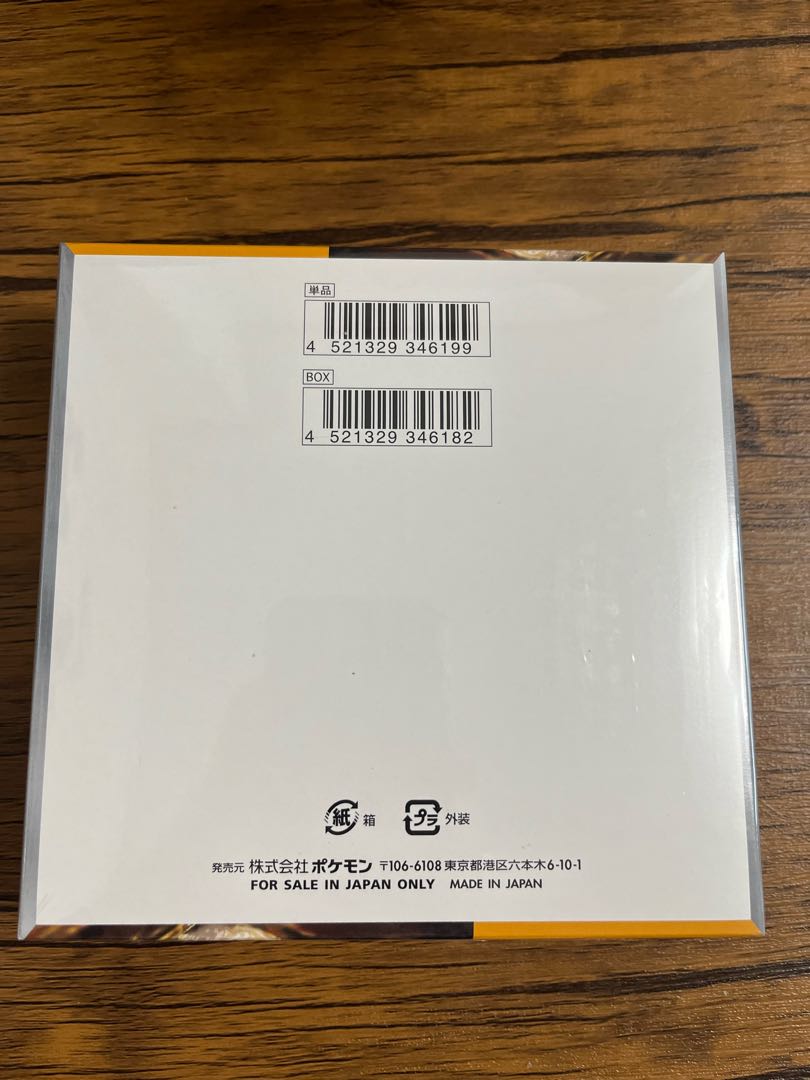 単品
4 521329 346199
BOX
4 521329 346182
紙 箱 プラ 外装
発売元 株式会社ポケモン 〒106-6108 東京都港区六本木6-10-1
FOR SALE IN JAPAN ONLY MADE IN JAPAN